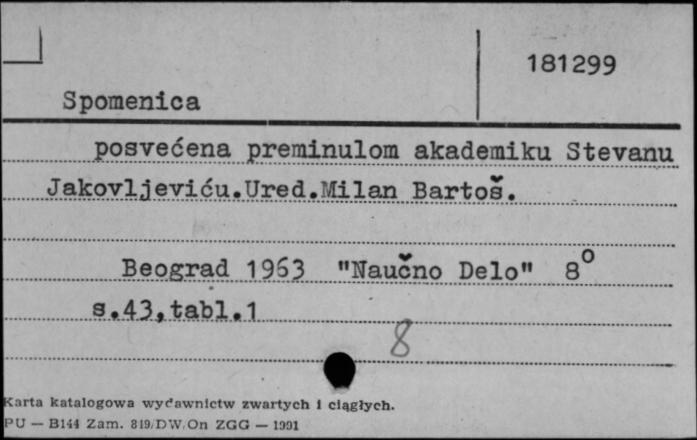 181299
Spomenica
posvećena preminulom akademiku Stevanu
Jakovljeviću.Ured.Milan Bartoš.
Beograd 1963 "Naučno Delo" 8°
s.43,tabl.1
8
Karta katalogowa wydawnictw zwartych i ciągłych.
PU — B144 Zam. 819/DW/On ZGG — 1991